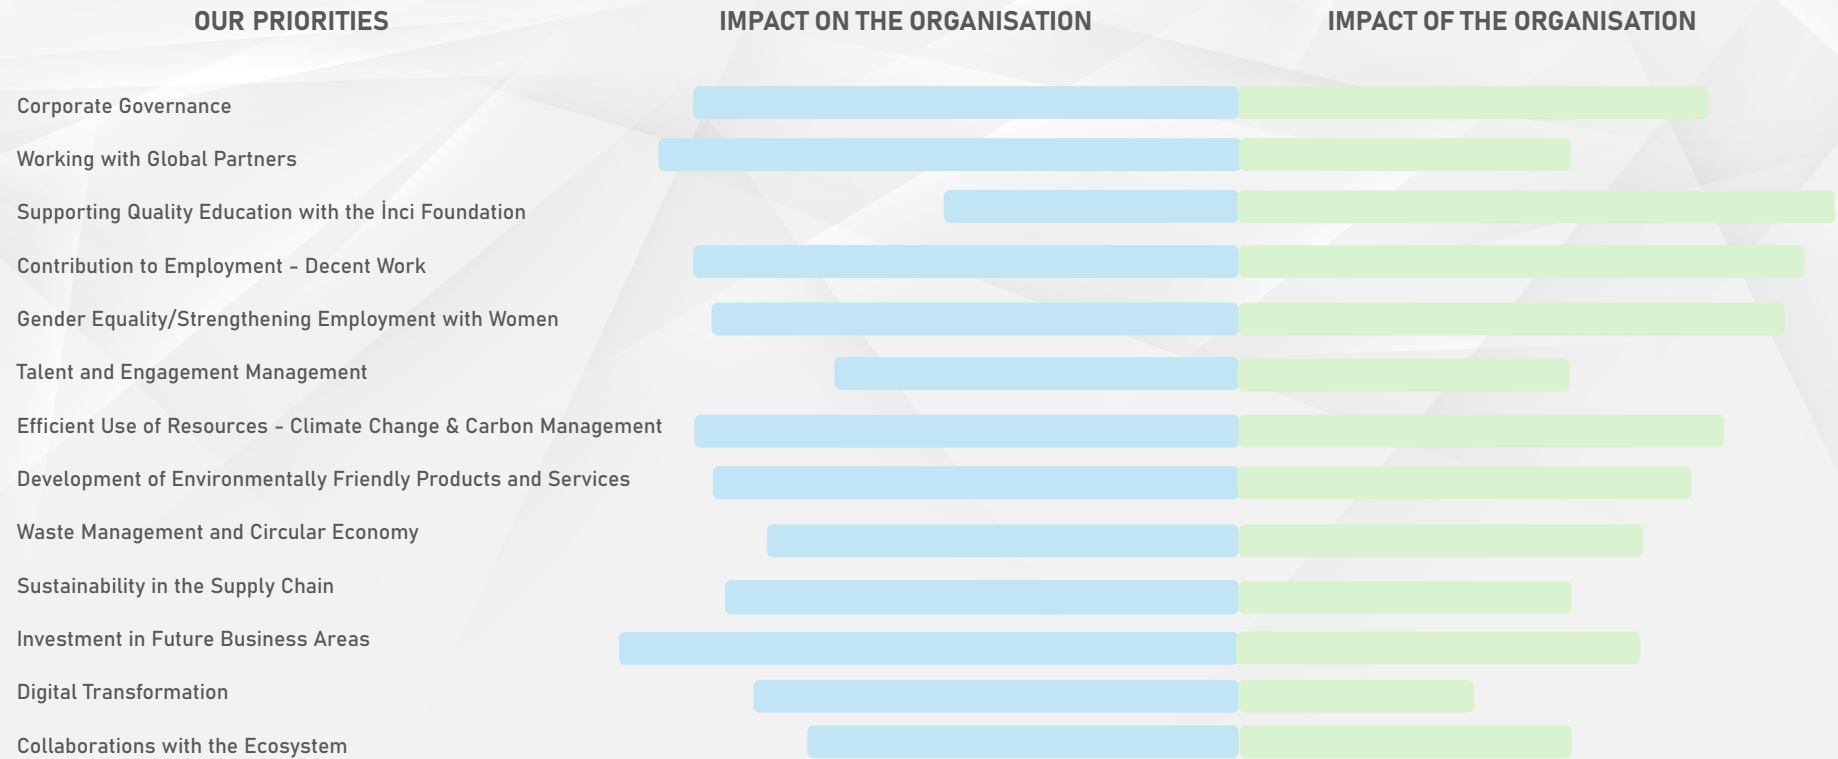 OUR PRIORITIES
IMPACT ON THE ORGANISATION
IMPACT OF THE ORGANISATION
Corporate Governance
Working with Global Partners
Supporting Quality Education with the İnci Foundation
Contribution to Employment - Decent Work
Gender Equality/Strengthening Employment with Women
Talent and Engagement Management
Efficient Use of Resources - Climate Change & Carbon Management
Development of Environmentally Friendly Products and Services
Waste Management and Circular Economy
Sustainability in the Supply Chain
Investment in Future Business Areas
Digital Transformation
Collaborations with the Ecosystem